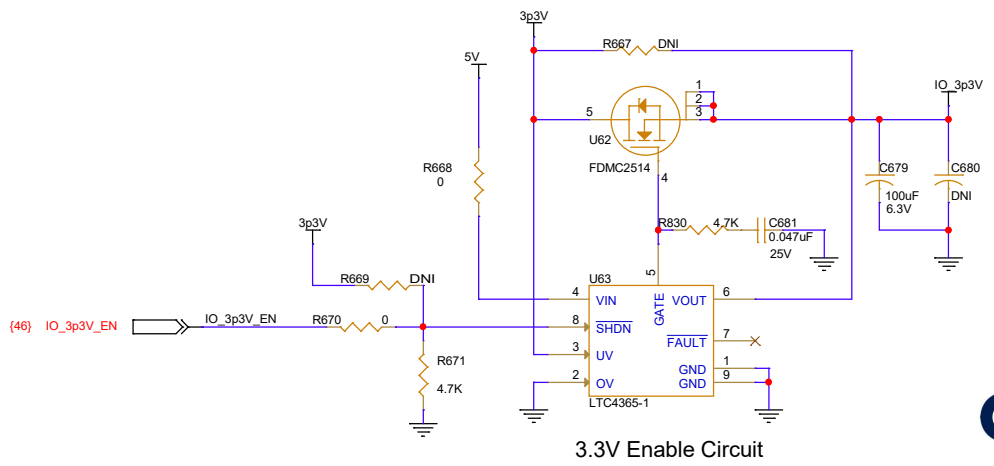 3p3V
R667
DNI
5V
IO_3p3V
1
2
3
5
U62
FDMC2514
4
R668
0
C679
100uF
6.3V
C680
DNI
3p3V
R830
4.7K
C681
0.047uF
25V
R669
DNI
U63
5
GATE
4
VIN
VOUT
6
{46}
IO_3p3V_EN
IO_3p3V_EN
R670
0
8
SHDN
FAULT
7
3
UV
R671
4.7K
GND
1
2
OV
GND
9
LTC4365-1
3.3V Enable Circuit